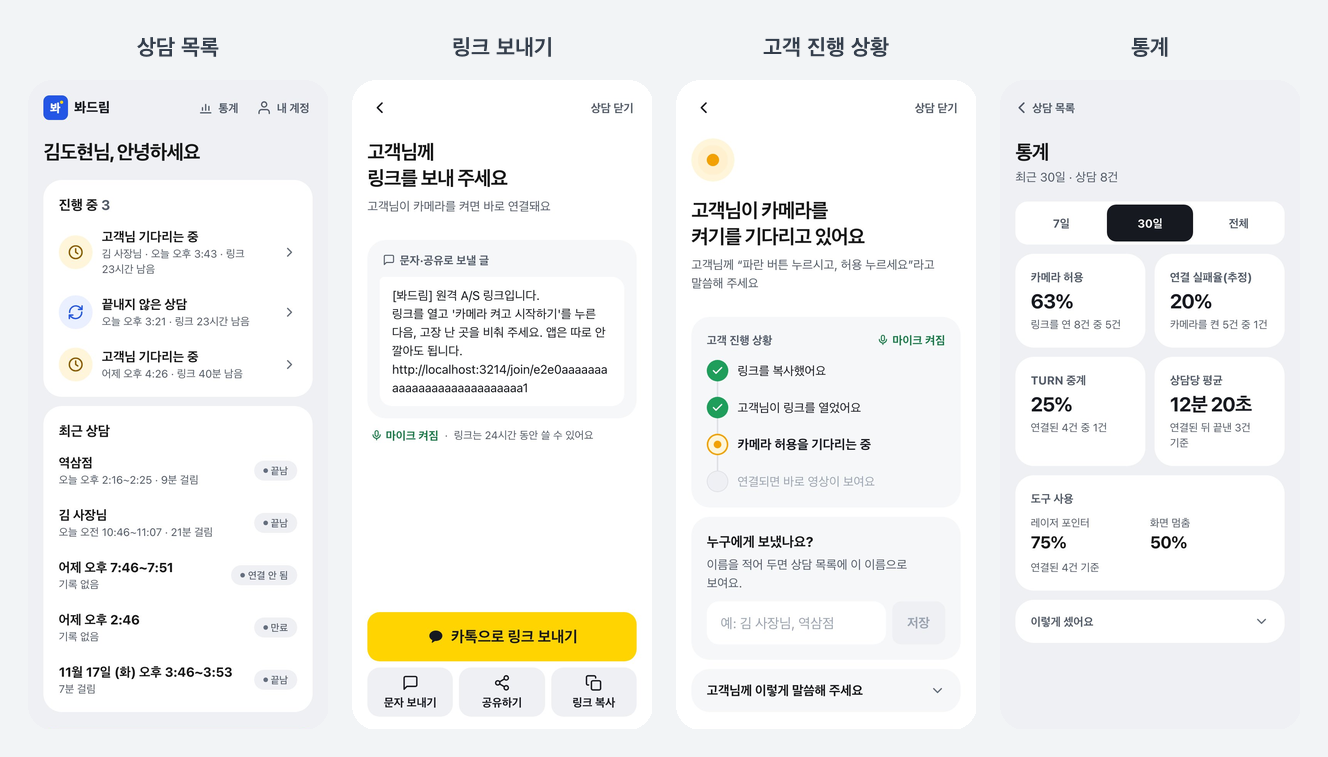 상담 목록
봐 봐드림
통계
내 계정
김도현님, 안녕하세요
진행 중 3
고객님 기다리는 중
김 사장님 · 오늘 오후 3:43 · 링크
23시간 남음
끝내지 않은 상담
오늘 오후 3:21 · 링크 23시간 남음
고객님 기다리는 중
어제 오후 4:26 · 링크 40분 남음
최근 상담
역삼점
오늘 오후 2:16~2:25 · 9분 걸림
끝남
김 사장님
오늘 오전 10:46~11:07 · 21분 걸림
끝남
어제 오후 7:46~7:51
기록 없음
연결 안 됨
어제 오후 2:46
기록 없음
만료
11월 17일 (화) 오후 3:46~3:53
7분 걸림
끝남
링크 보내기
상담 닫기
고객님께
링크를 보내 주세요
고객님이 카메라를 켜면 바로 연결돼요
문자·공유로 보낼 글
[봐드림] 원격 A/S 링크입니다.
링크를 열고 '카메라 켜고 시작하기'를 누른
다음, 고장 난 곳을 비춰 주세요. 앱은 따로 안
깔아도 됩니다.
http://localhost:3214/join/e2e0aaaaaaa
aaaaaaaaaaaaaaaaaaaaa1
마이크 켜짐 · 링크는 24시간 동안 쓸 수 있어요
카톡으로 링크 보내기
문자 보내기
공유하기
링크 복사
고객 진행 상황
상담 닫기
고객님이 카메라를
켜기를 기다리고 있어요
고객님께 “파란 버튼 누르시고, 허용 누르세요”라고
말씀해 주세요
고객 진행 상황
마이크 켜짐
링크를 복사했어요
고객님이 링크를 열었어요
카메라 허용을 기다리는 중
연결되면 바로 영상이 보여요
누구에게 보냈나요?
이름을 적어 두면 상담 목록에 이 이름으로
보여요.
예: 김 사장님, 역삼점
저장
고객님께 이렇게 말씀해 주세요
통계
상담 목록
통계
최근 30일 · 상담 8건
7일
30일
전체
카메라 허용
63%
링크를 연 8건 중 5건
연결 실패율(추정)
20%
카메라를 켠 5건 중 1건
TURN 중계
25%
연결된 4건 중 1건
상담당 평균
12분 20초
연결된 뒤 끝낸 3건
기준
도구 사용
레이저 포인터
75%
화면 멈춤
50%
연결된 4건 기준
이렇게 셌어요